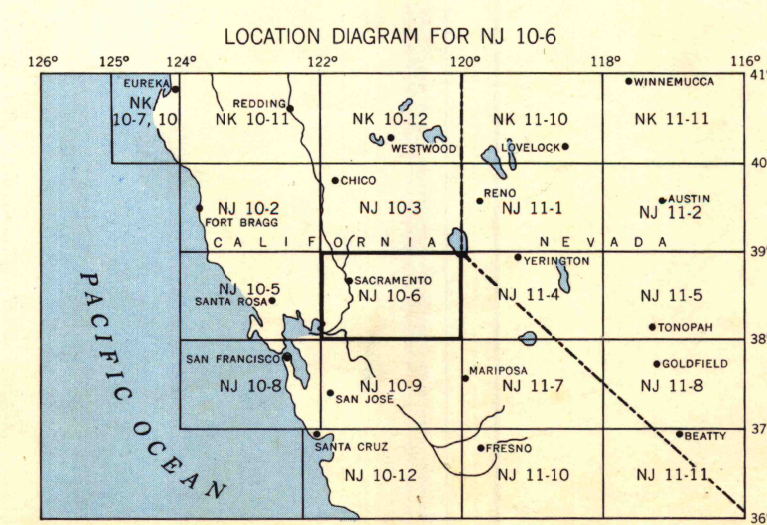 LOCATION DIAGRAM FOR NJ 10-6
126° 125° 124° 122° 120° 118° 116°
41°
EUREKA
NK
10-7, 10
REDDING
NK 10-11
NK 10-12
WESTWOOD
NK 11-10
LOVELOCK
WINNEMUCCA
NK 11-11
40°
CHICO
NJ 10-2
FORT BRAGG
NJ 10-3
RENO
NJ 11-1
AUSTIN
NJ 11-2
CALIFORNIA
NEVADA
39°
NJ 10-5
SANTA ROSA
SACRAMENTO
NJ 10-6
YERINGTON
NJ 11-4
NJ 11-5
TONOPAH
38°
PACIFIC OCEAN
SAN FRANCISCO
NJ 10-8
NJ 10-9
SAN JOSE
MARIPOSA
NJ 11-7
GOLDFIELD
NJ 11-8
37°
SANTA CRUZ
NJ 10-12
FRESNO
NJ 11-10
BEATTY
NJ 11-11
36°